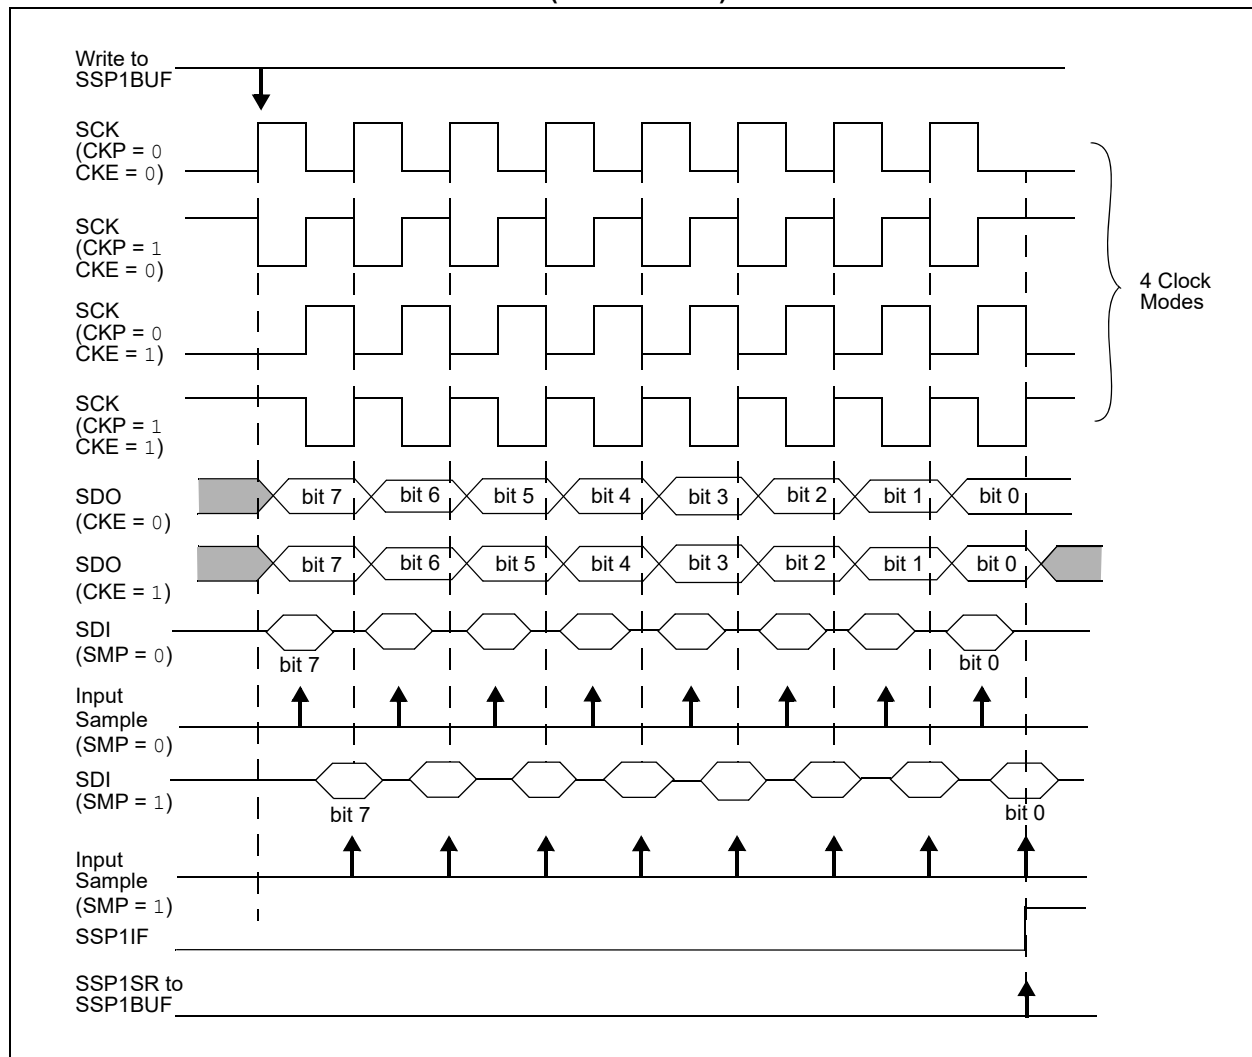 Write to
SSP1BUF
SCK
(CKP = 0
CKE = 0)
SCK
(CKP = 1
CKE = 0)
4 Clock
Modes
SCK
(CKP = 0
CKE = 1)
SCK
(CKP = 1
CKE = 1)
SDO
(CKE = 0)
bit 7 bit 6 bit 5 bit 4 bit 3 bit 2 bit 1 bit 0
SDO
(CKE = 1)
bit 7 bit 6 bit 5 bit 4 bit 3 bit 2 bit 1 bit 0
SDI
(SMP = 0)
bit 7 bit 0
Input
Sample
(SMP = 0)
SDI
(SMP = 1)
bit 7 bit 0
Input
Sample
(SMP = 1)
SSP1IF
SSP1SR to
SSP1BUF